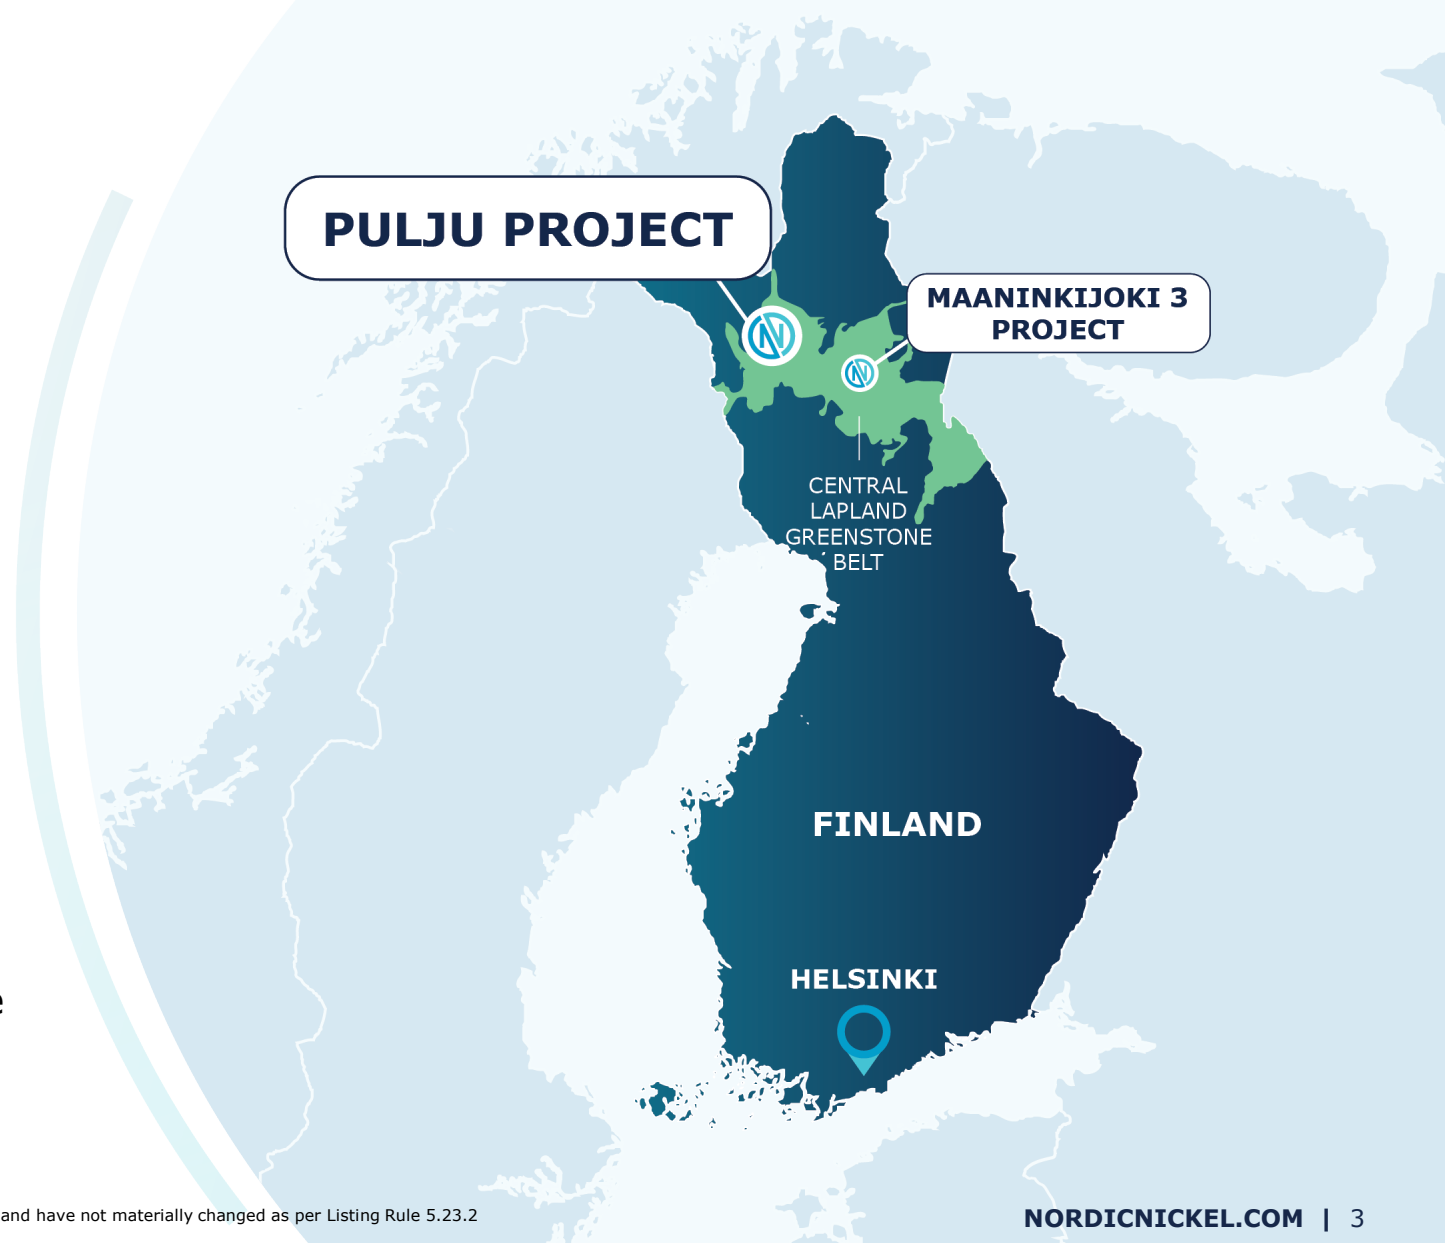 PULJU PROJECT
MAANINKIJOKI 3
PROJECT
CENTRAL
LAPLAND
GREENSTONE
BELT
FINLAND
HELSINKI
e
and have not materially changed as per Listing Rule 5.23.2
NORDICNICKEL.COM | 3